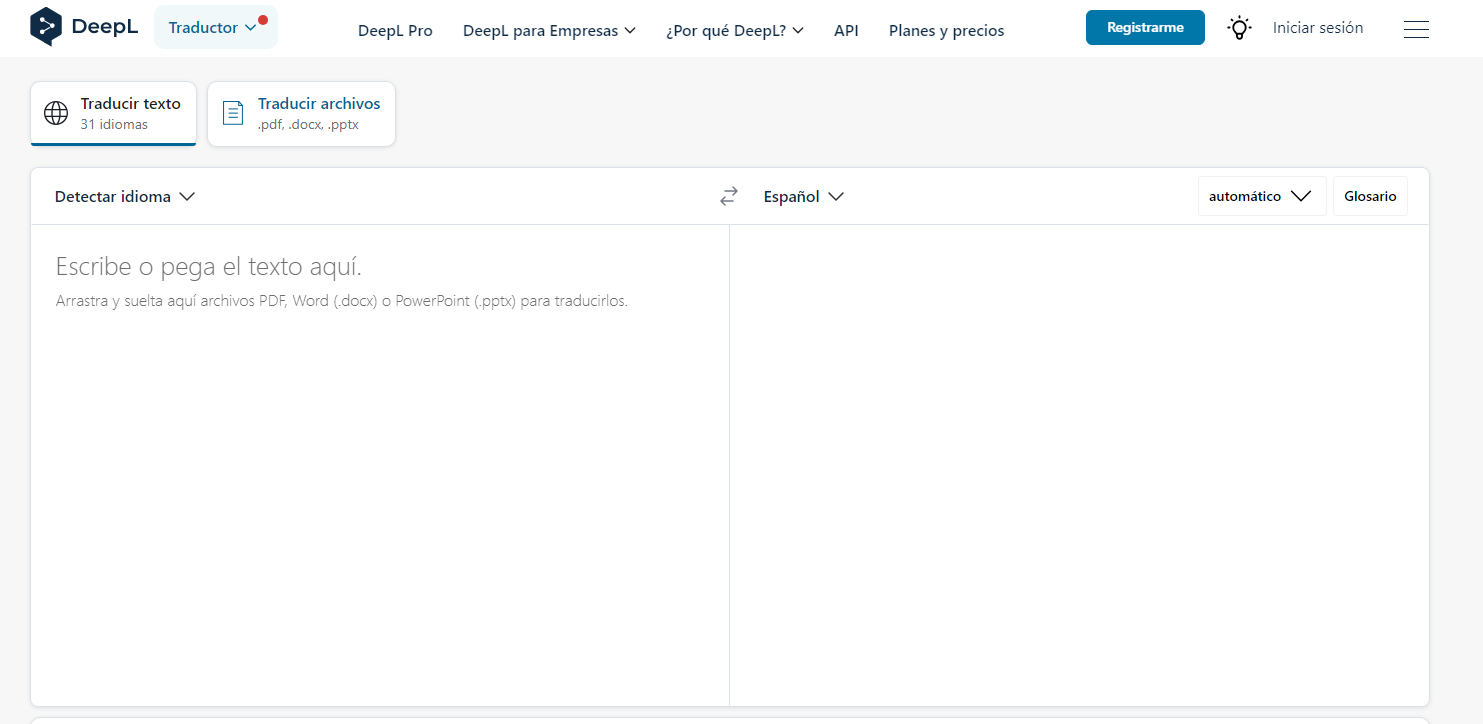 DeepL
Traductor
DeepL Pro
DeepL para Empresas
¿Por qué DeepL?
API
Planes y precios
Registrarme
Iniciar sesión
Traducir texto
31 idiomas
Traducir archivos
.pdf, .docx, .pptx
Detectar idioma
Español
automático
Glosario
Escribe o pega el texto aquí.
Arrastra y suelta aquí archivos PDF, Word (.docx) o PowerPoint (.pptx) para traducirlos.